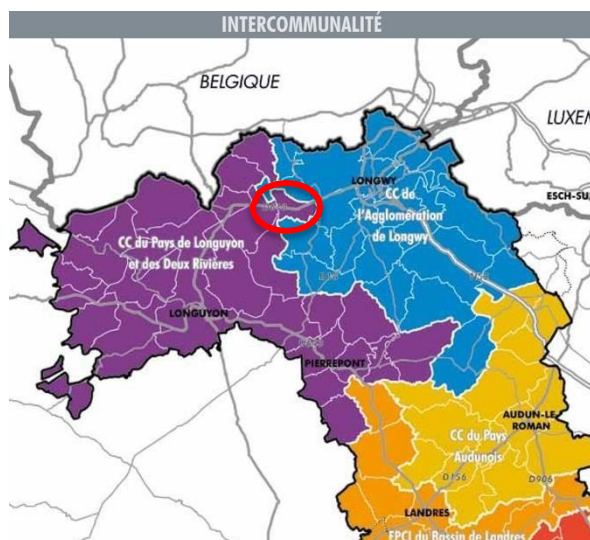 INTERCOMMUNALITÉ
BELGIQUE
LUXEM
LONGWY
ESCH-SU
CC de
l'Agglomération
de Longwy
CC du Pays de Longuyon
et des Deux Rivières
LONGUYON
PIERREPONT
AUDUN-LE
ROMAN
CC du Pays
Audunois
D156
D906
LANDRES
EPCI du Bassin de Landres